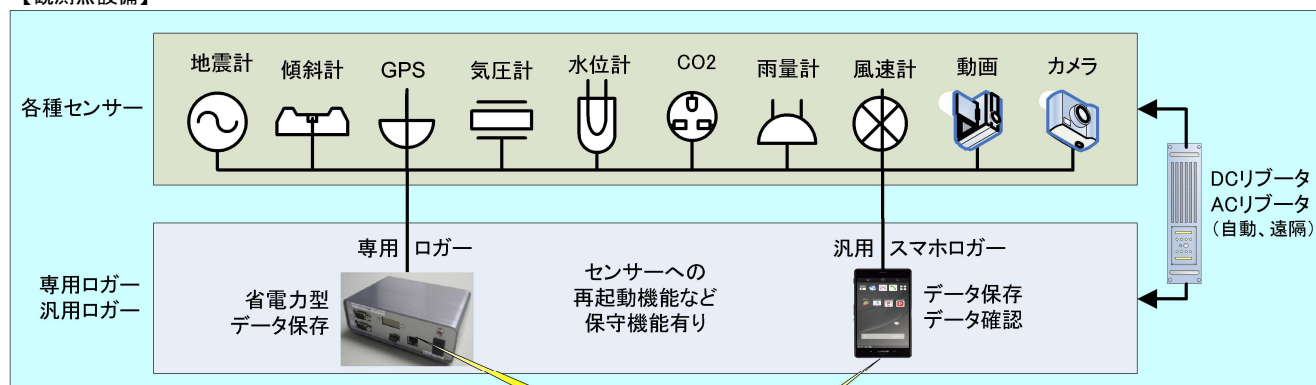 【観測点設備】
地震計
傾斜計
GPS
気圧計
水位計
CO2
雨量計
風速計
動画
カメラ
各種センサー
DCリブータ
ACリブータ
(自動、遠隔)
専用ロガー
汎用ロガー
専用 ロガー
省電力型
データ保存
センサーへの
再起動機能など
保守機能有り
汎用 スマホロガー
データ保存
データ確認